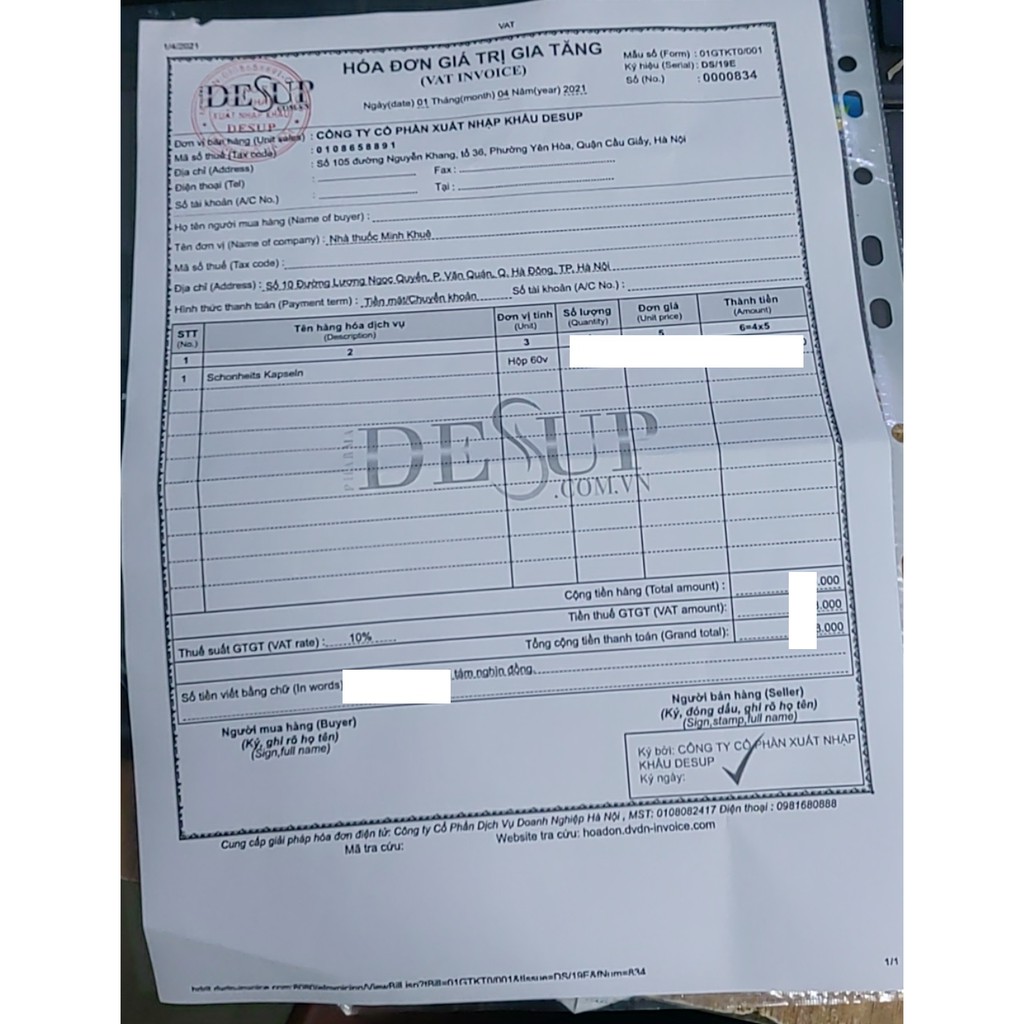 VAT
1/4/2021
HÓA ĐƠN GIÁ TRỊ GIA TĂNG
(VAT INVOICE)
Ngày(date) 01 Tháng(month) 04 Năm(year) 2021
Mẫu số (Form) : 01GTKT0/001
Ký hiệu (Serial) : DS/19E
Số (No.) : 0000834
DESUP
.COM.VN
XUẤT NHẬP KHẨU
DESUP
Đơn vị bán hàng (Unit sales) : CÔNG TY CỔ PHẦN XUẤT NHẬP KHẨU DESUP
Mã số thuế (Tax code) : 0108658891
Địa chỉ (Address) : Số 105 đường Nguyễn Khang, tổ 36, Phường Yên Hòa, Quận Cầu Giấy, Hà Nội
Điện thoại (Tel) : Fax :
Số tài khoản (A/C No.) : Tại :
Họ tên người mua hàng (Name of buyer) :
Tên đơn vị (Name of company) : Nhà thuốc Minh Khuê
Mã số thuế (Tax code) :
Địa chỉ (Address) : Số 10 Đường Lương Ngọc Quyến, P. Văn Quán, Q. Hà Đông, TP. Hà Nội
Hình thức thanh toán (Payment term) : Tiền mặt/Chuyển khoản Số tài khoản (A/C No.) :
STT Tên hàng hóa dịch vụ Đơn vị tính Số lượng Đơn giá Thành tiền
(No.) (Description) (Unit) (Quantity) (Unit price) (Amount)
1 2 3 5 6=4x5
1 Schonheits Kapseln Hộp 60v
PHARMA DESUP
.COM.VN
Cộng tiền hàng (Total amount) : .000
Thuế suất GTGT (VAT rate) : 10% Tiền thuế GTGT (VAT amount): .000
Tổng cộng tiền thanh toán (Grand total): 8.000
Số tiền viết bằng chữ (In words) tám nghìn đồng.
Người mua hàng (Buyer)
(Ký, ghi rõ họ tên)
(Sign,full name)
Người bán hàng (Seller)
(Ký, đóng dấu, ghi rõ họ tên)
(Sign,stamp,full name)
Ký bởi: CÔNG TY CỔ PHẦN XUẤT NHẬP
KHẨU DESUP
Ký ngày:
Cung cấp giải pháp hóa đơn điện tử: Công ty Cổ Phần Dịch Vụ Doanh Nghiệp Hà Nội , MST: 0108082417 Điện thoại : 0981680888
Mã tra cứu: Website tra cứu: hoadon.dvdn-invoice.com
1/1